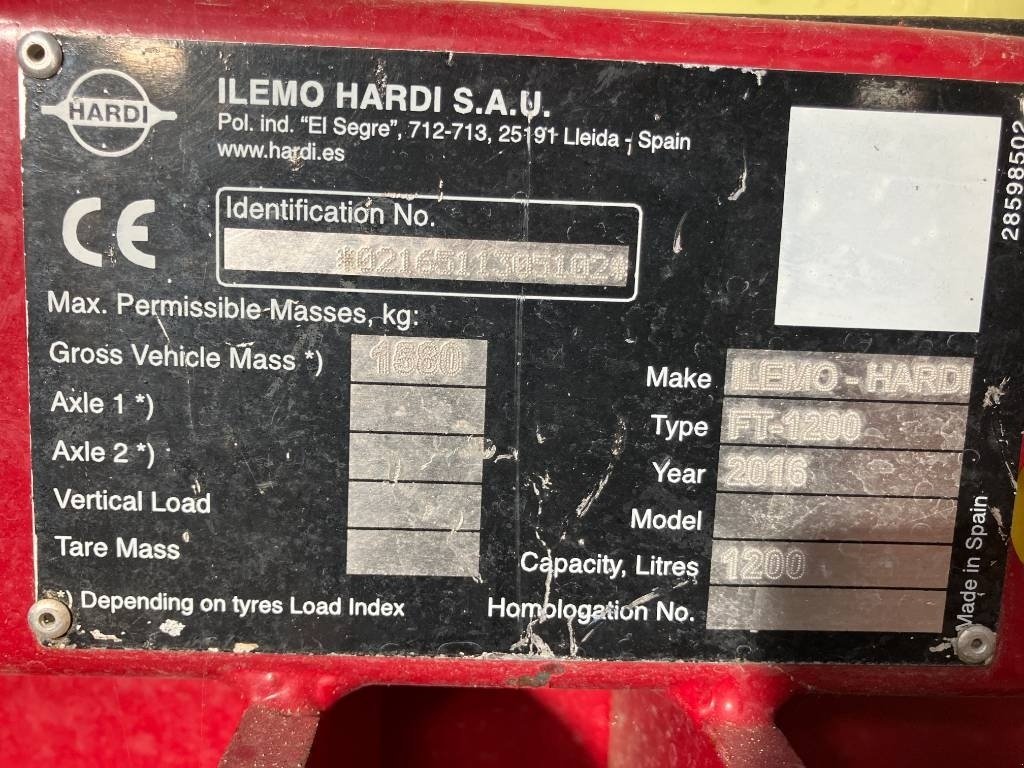 HARDI
ILEMO HARDI S.A.U.
Pol. ind. "El Segre", 712-713, 25191 Lleida - Spain
www.hardi.es
CE
Identification No.
*0216511305102*
Max. Permissible Masses, kg:
Gross Vehicle Mass *) 1580
Axle 1 *)
Axle 2 *)
Vertical Load
Tare Mass
*) Depending on tyres Load Index
Make ILEMO - HARDI
Type FT-1200
Year 2016
Model
Capacity, Litres 1200
Homologation No.
Made in Spain
28598502